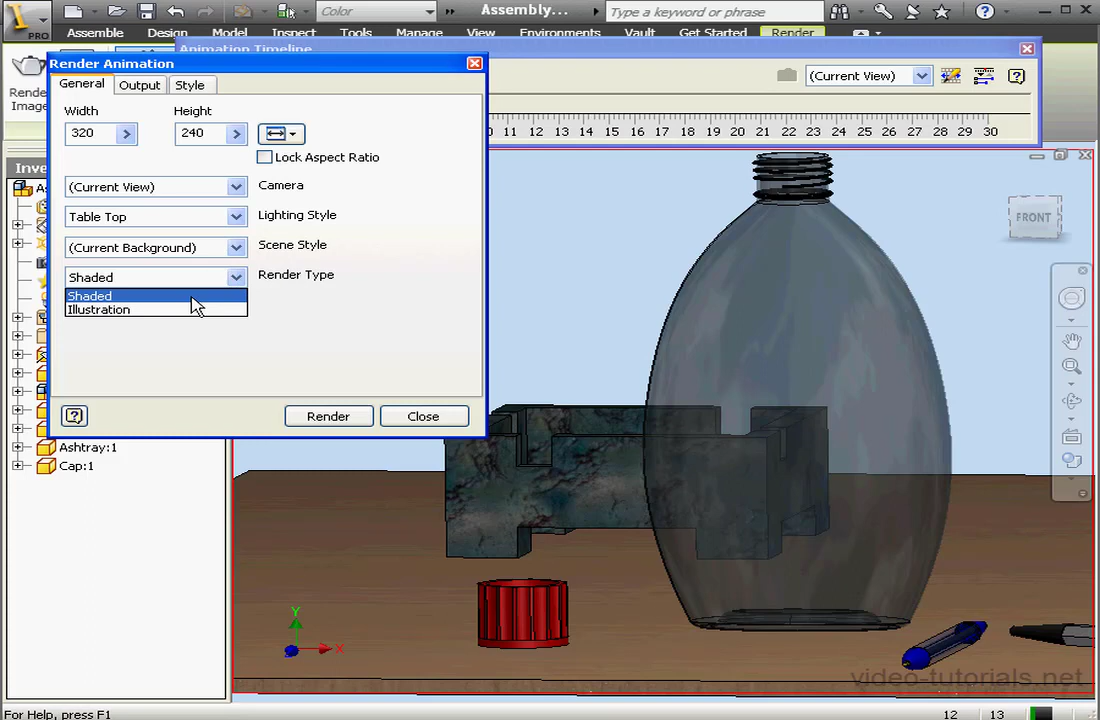 Color
Assembly...
Type a keyword or phrase
PRO
Assemble Design Model Inspect Tools Manage View Environments Vault Get Started Render
Animation Timeline
Render Animation
General Output Style
(Current View)
Render
Image
Width Height
320 240
Lock Aspect Ratio
10 11 12 13 14 15 16 17 18 19 20 21 22 23 24 25 26 27 28 29 30
(Current View) Camera
Table Top Lighting Style
(Current Background) Scene Style
Shaded Render Type
Shaded
Illustration
Render Close
FRONT
Ashtray:1
Cap:1
Y
X
video-tutorials.net
For Help, press F1
12 13